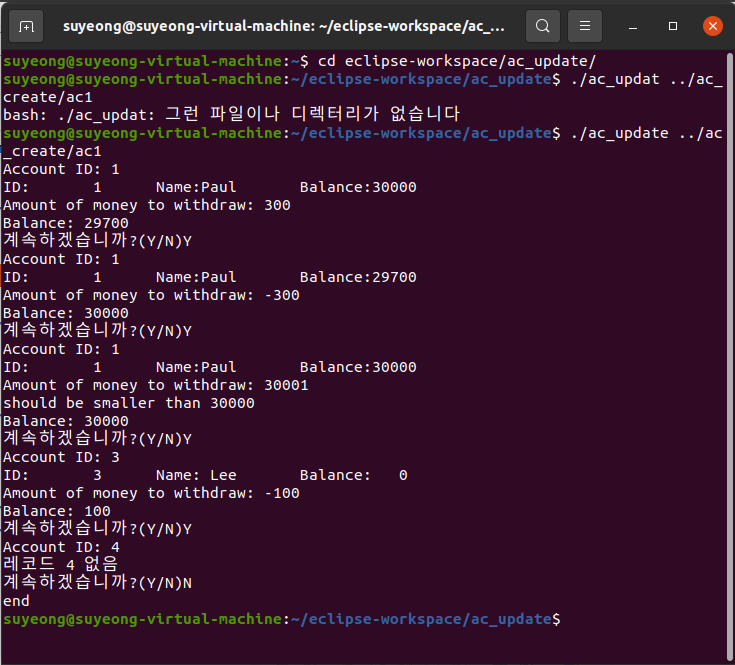 suyeong@suyeong-virtual-machine: ~/eclipse-workspace/ac_...
suyeong@suyeong-virtual-machine:~$ cd eclipse-workspace/ac_update/
suyeong@suyeong-virtual-machine:~/eclipse-workspace/ac_update$ ./ac_updat ../ac_
create/ac1
bash: ./ac_updat: 그런 파일이나 디렉터리가 없습니다
suyeong@suyeong-virtual-machine:~/eclipse-workspace/ac_update$ ./ac_update ../ac
_create/ac1
Account ID: 1
ID:       1      Name:Paul       Balance:30000
Amount of money to withdraw: 300
Balance: 29700
계속하겠습니까?(Y/N)Y
Account ID: 1
ID:       1      Name:Paul       Balance:29700
Amount of money to withdraw: -300
Balance: 30000
계속하겠습니까?(Y/N)Y
Account ID: 1
ID:       1      Name:Paul       Balance:30000
Amount of money to withdraw: 30001
should be smaller than 30000
Balance: 30000
계속하겠습니까?(Y/N)Y
Account ID: 3
ID:       3      Name: Lee       Balance:   0
Amount of money to withdraw: -100
Balance: 100
계속하겠습니까?(Y/N)Y
Account ID: 4
레코드 4 없음
계속하겠습니까?(Y/N)N
end
suyeong@suyeong-virtual-machine:~/eclipse-workspace/ac_update$